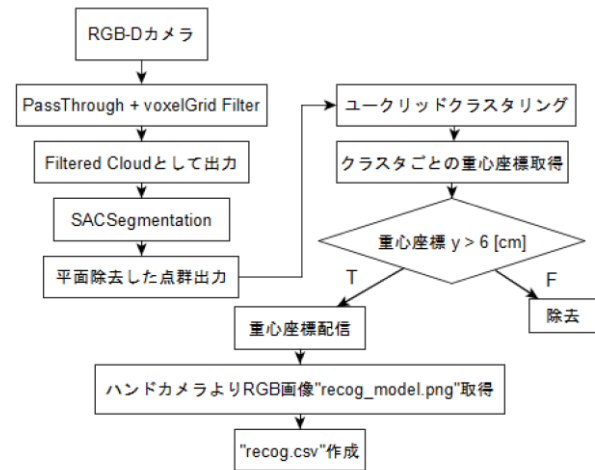 RGB-Dカメラ
PassThrough + voxelGrid Filter
Filtered Cloudとして出力
SACSegmentation
平面除去した点群出力
ユークリッドクラスタリング
クラスタごとの重心座標取得
重心座標 y > 6 [cm]
T
F
除去
重心座標配信
ハンドカメラよりRGB画像"recog_model.png"取得
"recog.csv"作成